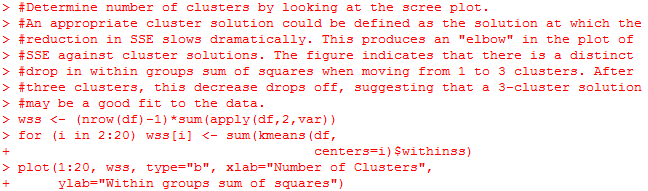 > #Determine number of clusters by looking at the scree plot.
> #An appropriate cluster solution could be defined as the solution at which the
> #reduction in SSE slows dramatically. This produces an "elbow" in the plot of
> #SSE against cluster solutions. The figure indicates that there is a distinct
> #drop in within groups sum of squares when moving from 1 to 3 clusters. After
> #three clusters, this decrease drops off, suggesting that a 3-cluster solution
> #may be a good fit to the data.
> wss <- (nrow(df)-1)*sum(apply(df,2,var))
> for (i in 2:20) wss[i] <- sum(kmeans(df,
+                                      centers=i)$withinss)
> plot(1:20, wss, type="b", xlab="Number of Clusters",
+      ylab="Within groups sum of squares")